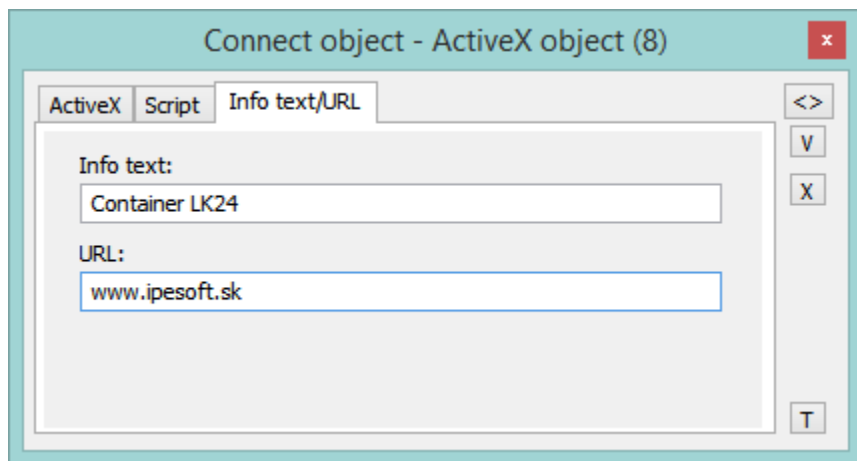 Connect object - ActiveX object (8)
x
ActiveX Script Info text/URL
<>
V
Info text:
X
Container LK24
URL:
www.ipesoft.sk
T